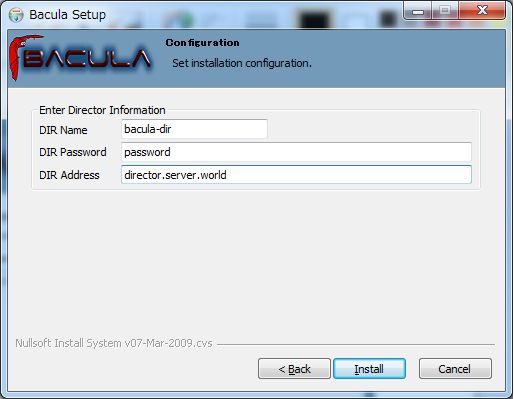 Bacula Setup
BACULA
Configuration
Set installation configuration.
Enter Director Information
DIR Name bacula-dir
DIR Password password
DIR Address director.server.world
Nullsoft Install System v07-Mar-2009.cvs
< Back Install Cancel